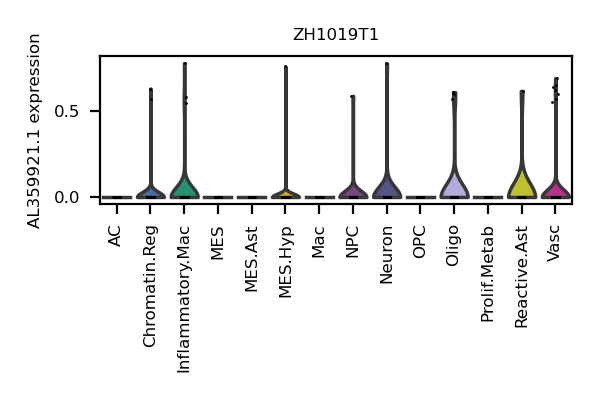 ZH1019T1
AL359921.1 expression
0.5
0.0
AC
Chromatin.Reg
Inflammatory.Mac
MES
MES.Ast
MES.Hyp
Mac
NPC
Neuron
OPC
Oligo
Prolif.Metab
Reactive.Ast
Vasc